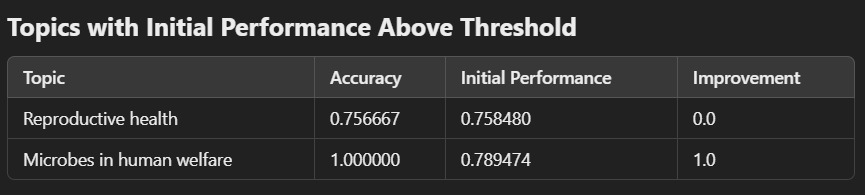 Topics with Initial Performance Above Threshold
Topic Accuracy Initial Performance Improvement
Reproductive health 0.756667 0.758480 0.0
Microbes in human welfare 1.000000 0.789474 1.0